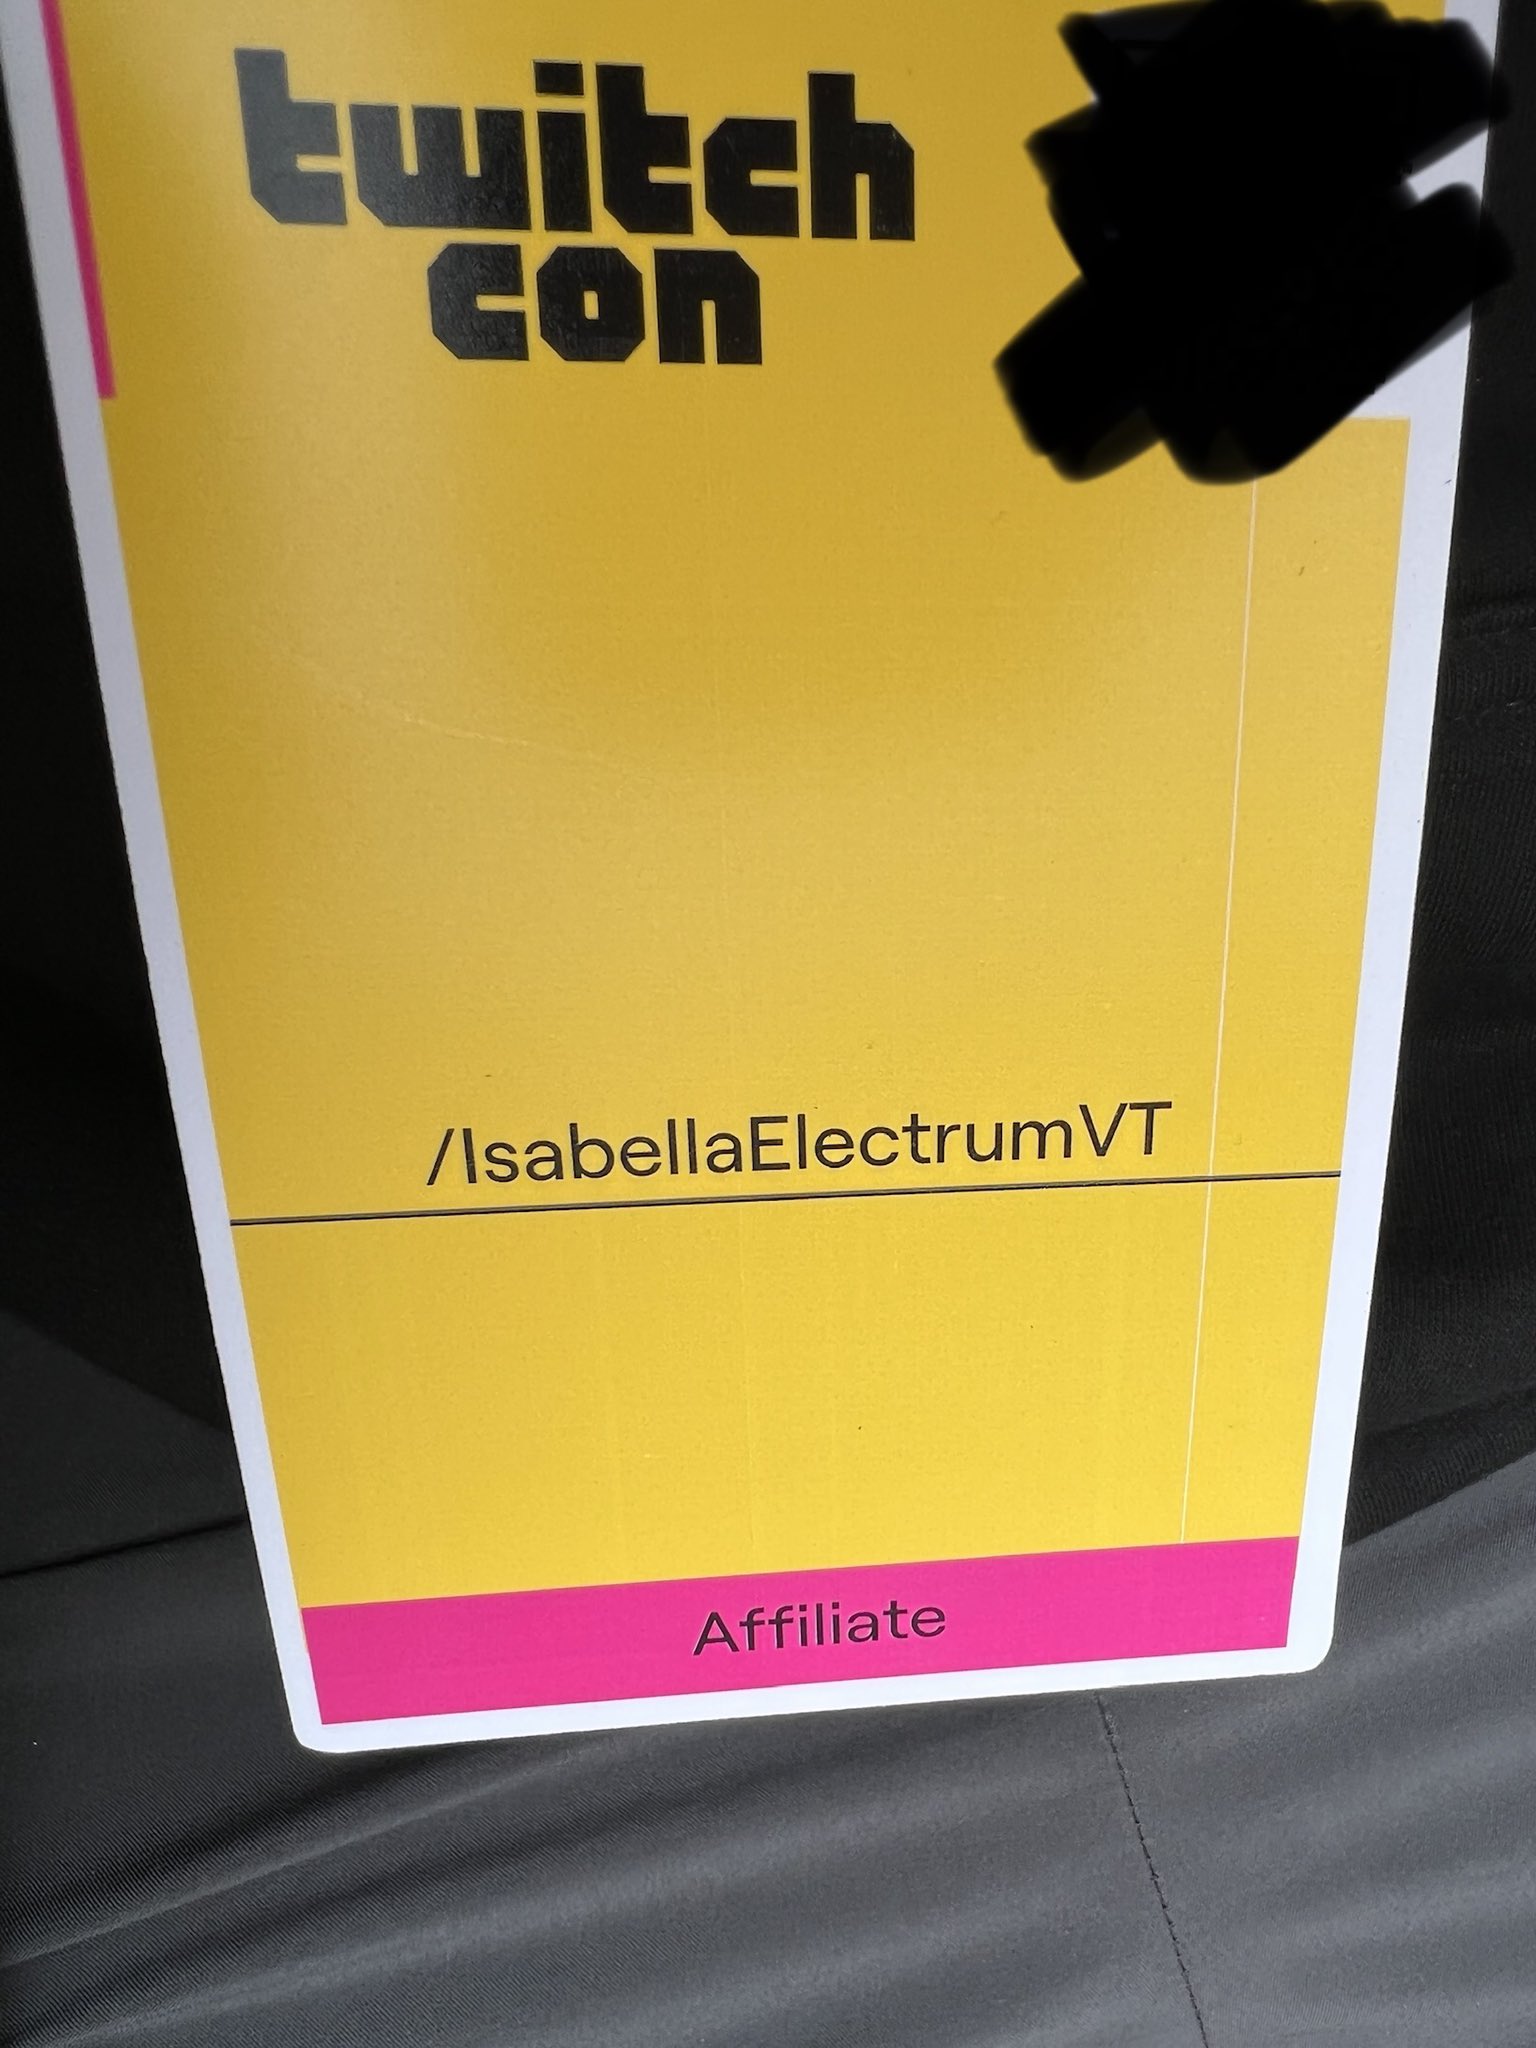 twitch
con
/IsabellaElectrumVT
Affiliate